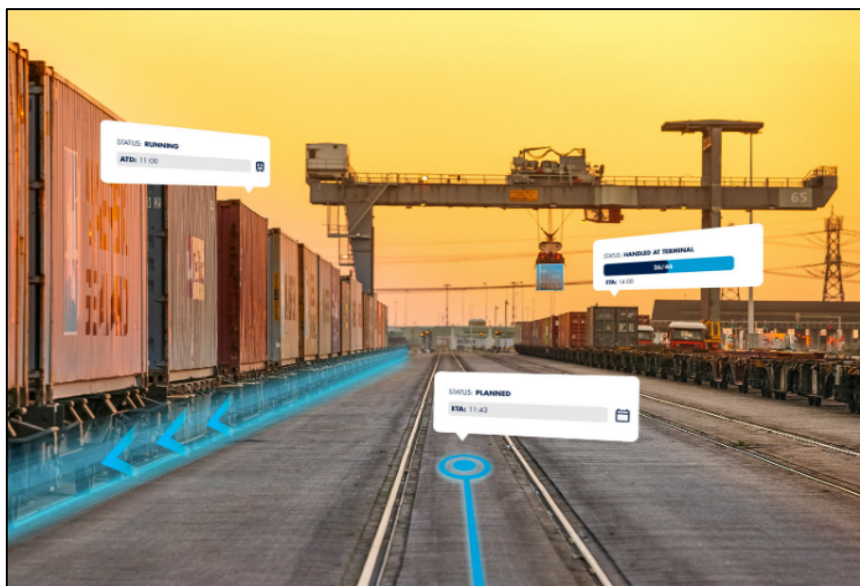 STATUS: RUNNING
ATD: 11:00
65
STATUS: HANDLED AT TERMINAL
26/44
ETA: 14:00
STATUS: PLANNED
ETA: 11:43